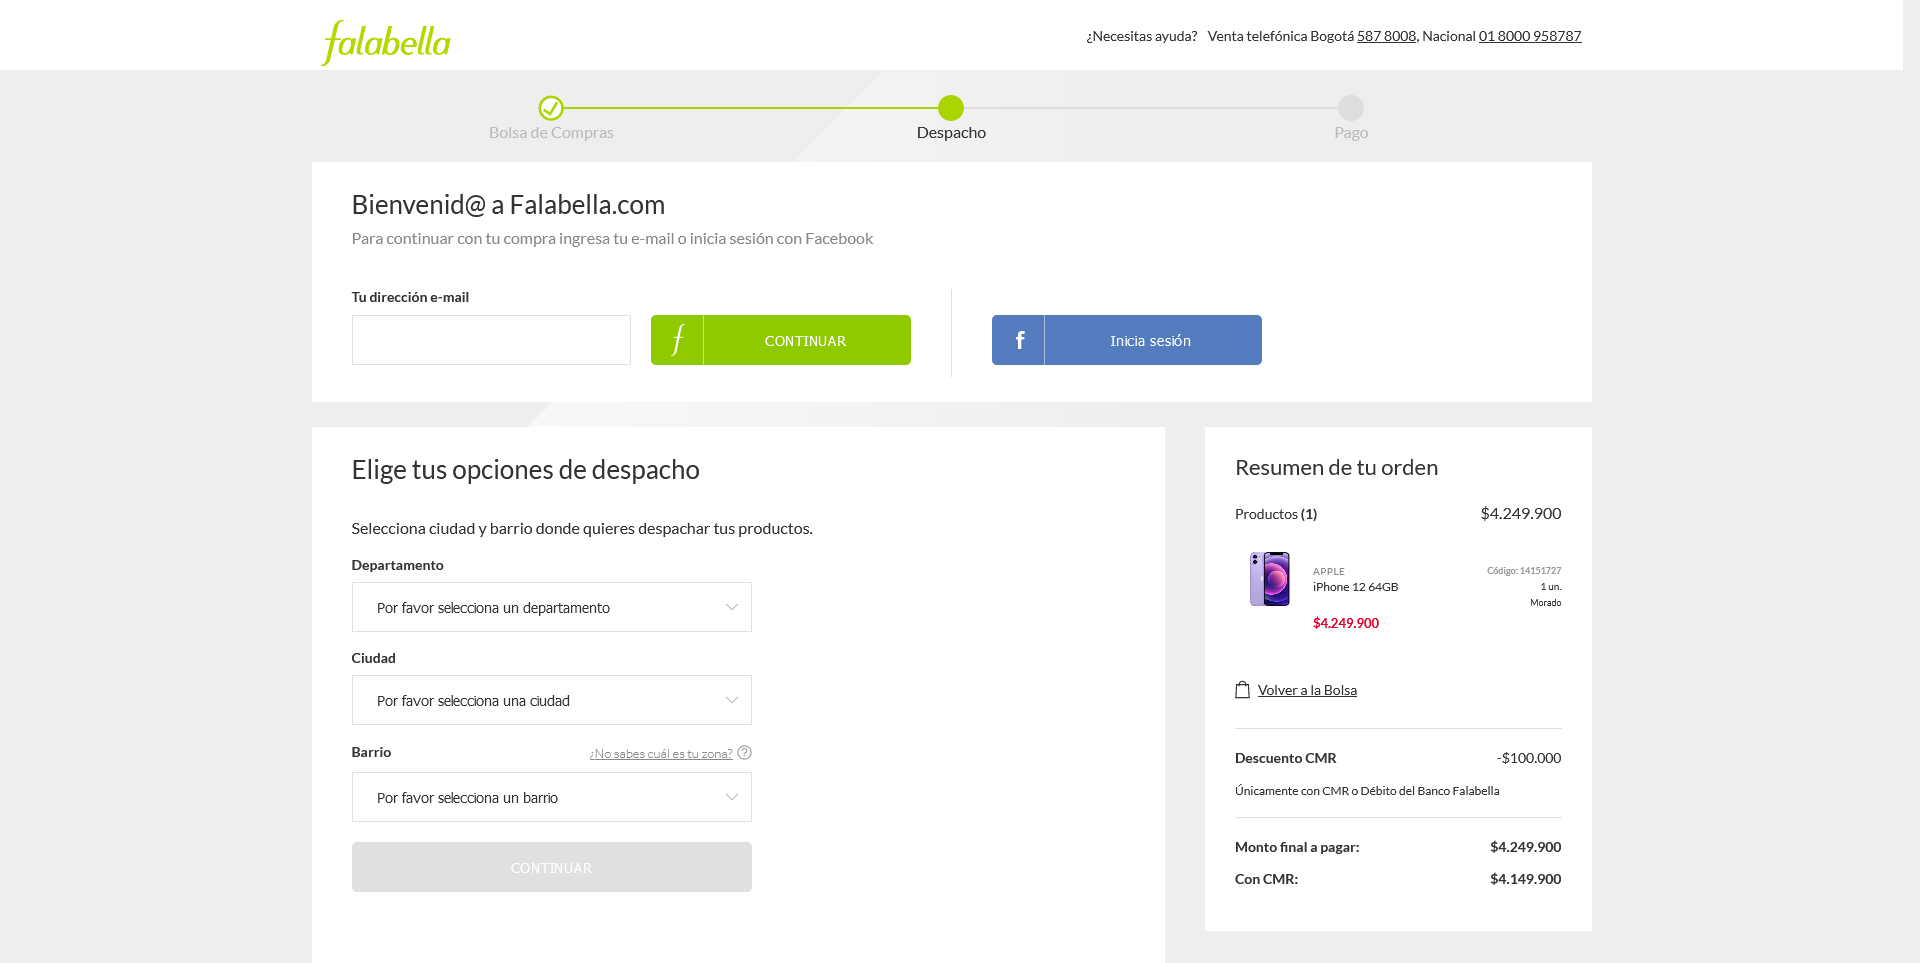 falabella
¿Necesitas ayuda? Venta telefónica Bogotá 587 8008, Nacional 01 8000 958787
Bolsa de Compras
Despacho
Pago
Bienvenid@ a Falabella.com
Para continuar con tu compra ingresa tu e-mail o inicia sesión con Facebook
Tu dirección e-mail
f CONTINUAR
f Inicia sesión
Elige tus opciones de despacho
Selecciona ciudad y barrio donde quieres despachar tus productos.
Departamento
Por favor selecciona un departamento
Ciudad
Por favor selecciona una ciudad
Barrio ¿No sabes cuál es tu zona? ?
Por favor selecciona un barrio
CONTINUAR
Resumen de tu orden
Productos (1) $4.249.900
APPLE
iPhone 12 64GB
$4.249.900
Código: 14151727
1 un.
Morado
Volver a la Bolsa
Descuento CMR -$100.000
Únicamente con CMR o Débito del Banco Falabella
Monto final a pagar: $4.249.900
Con CMR: $4.149.900